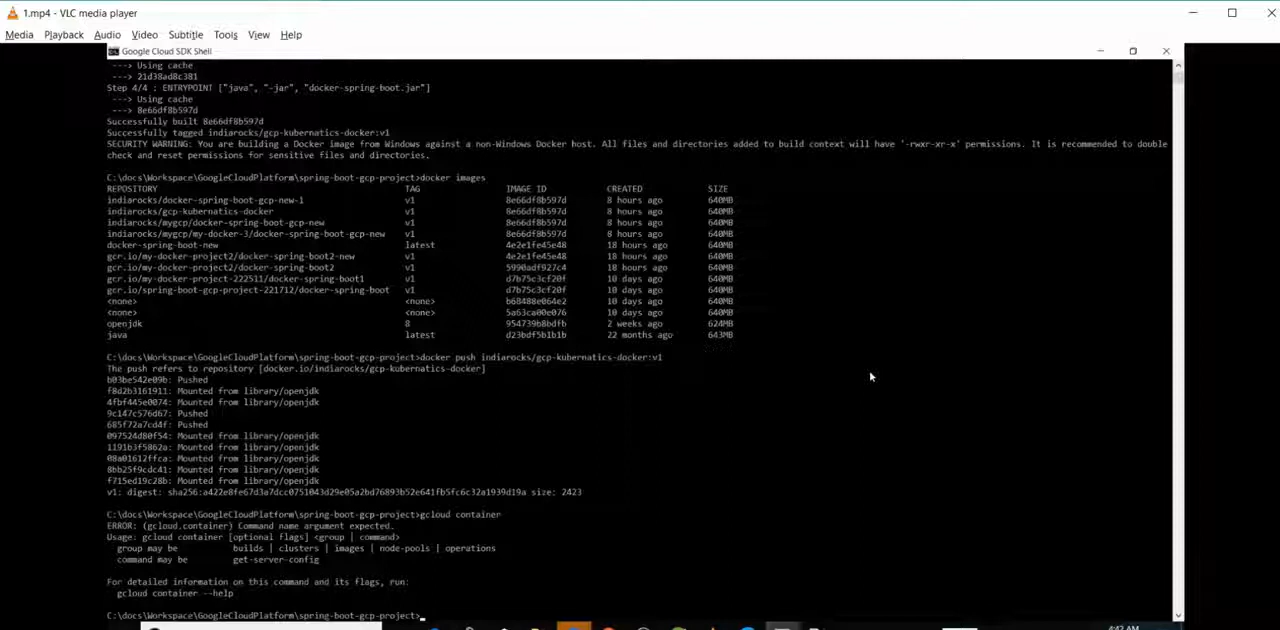 1.mp4 - VLC media player
Media Playback Audio Video Subtitle Tools View Help
Google Cloud SDK Shell
---> Using cache
---> 21d38ad8c381
Step 4/4 : ENTRYPOINT ["java", "-jar", "docker-spring-boot.jar"]
---> Using cache
---> 8e66df8b597d
Successfully built 8e66df8b597d
Successfully tagged indiarocks/gcp-kubernatics-docker:v1
SECURITY WARNING: You are building a Docker image from Windows against a non-Windows Docker host. All files and directories added to build context will have '-rwxr-xr-x' permissions. It is recommended to double
check and reset permissions for sensitive files and directories.
C:\docs\Workspace\GoogleCloudPlatform\spring-boot-gcp-project>docker images
REPOSITORY TAG IMAGE ID CREATED SIZE
indiarocks/docker-spring-boot-gcp-new-1 v1 8e66df8b597d 8 hours ago 640MB
indiarocks/gcp-kubernatics-docker v1 8e66df8b597d 8 hours ago 640MB
indiarocks/mygcp/docker-spring-boot-gcp-new v1 8e66df8b597d 8 hours ago 640MB
indiarocks/mygcp/my-docker-3/docker-spring-boot-gcp-new v1 8e66df8b597d 8 hours ago 640MB
docker-spring-boot-new latest 4e2e1fe45e48 18 hours ago 640MB
gcr.io/my-docker-project2/docker-spring-boot2-new v1 4e2e1fe45e48 18 hours ago 640MB
gcr.io/my-docker-project2/docker-spring-boot2 v1 5990adf927c4 18 hours ago 640MB
gcr.io/my-docker-project-222511/docker-spring-boot1 v1 d7b75c3cf20f 10 days ago 640MB
gcr.io/spring-boot-gcp-project-221712/docker-spring-boot v1 d7b75c3cf20f 10 days ago 640MB
<none> <none> b68488e064e2 10 days ago 640MB
<none> <none> 5a63ca00e076 10 days ago 640MB
openjdk 8 954739b8bdfb 2 weeks ago 624MB
java latest d23bdf5b1b1b 22 months ago 643MB
C:\docs\Workspace\GoogleCloudPlatform\spring-boot-gcp-project>docker push indiarocks/gcp-kubernatics-docker:v1
The push refers to repository [docker.io/indiarocks/gcp-kubernatics-docker]
b03be542e09b: Pushed
f8d2b3161911: Mounted from library/openjdk
4fbf445e0074: Mounted from library/openjdk
9c147c576d67: Pushed
685f72a7cd4f: Pushed
097524d80f54: Mounted from library/openjdk
1191b3f5862a: Mounted from library/openjdk
08a01612ffca: Mounted from library/openjdk
8bb25f9cdc41: Mounted from library/openjdk
f715ed19c28b: Mounted from library/openjdk
v1: digest: sha256:a422e8fe67d3a7dcc0751043d29e05a2bd76893b52e641fb5fc6c32a1939d19a size: 2423
C:\docs\Workspace\GoogleCloudPlatform\spring-boot-gcp-project>gcloud container
ERROR: (gcloud.container) Command name argument expected.
Usage: gcloud container [optional flags] <group | command>
group may be builds | clusters | images | node-pools | operations
command may be get-server-config
For detailed information on this command and its flags, run:
gcloud container --help
C:\docs\Workspace\GoogleCloudPlatform\spring-boot-gcp-project>_